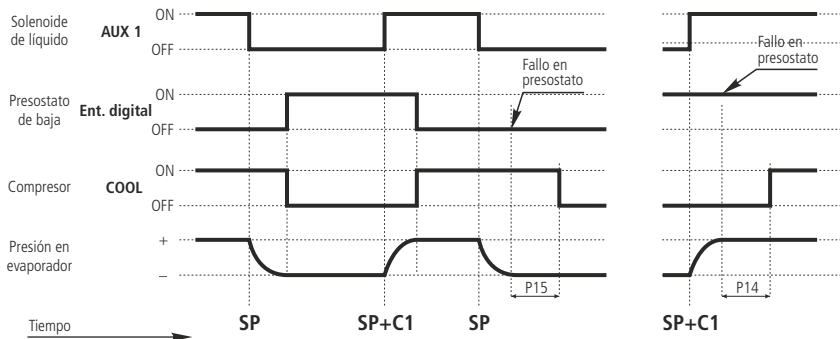 Solenoide
de líquido
AUX 1
ON
OFF
Presostato
de baja
Ent. digital
ON
OFF
Fallo en
presostato
Fallo en
presostato
Compresor
COOL
ON
OFF
Presión en
evaporador
+
–
P15
P14
Tiempo
SP
SP+C1
SP
SP+C1